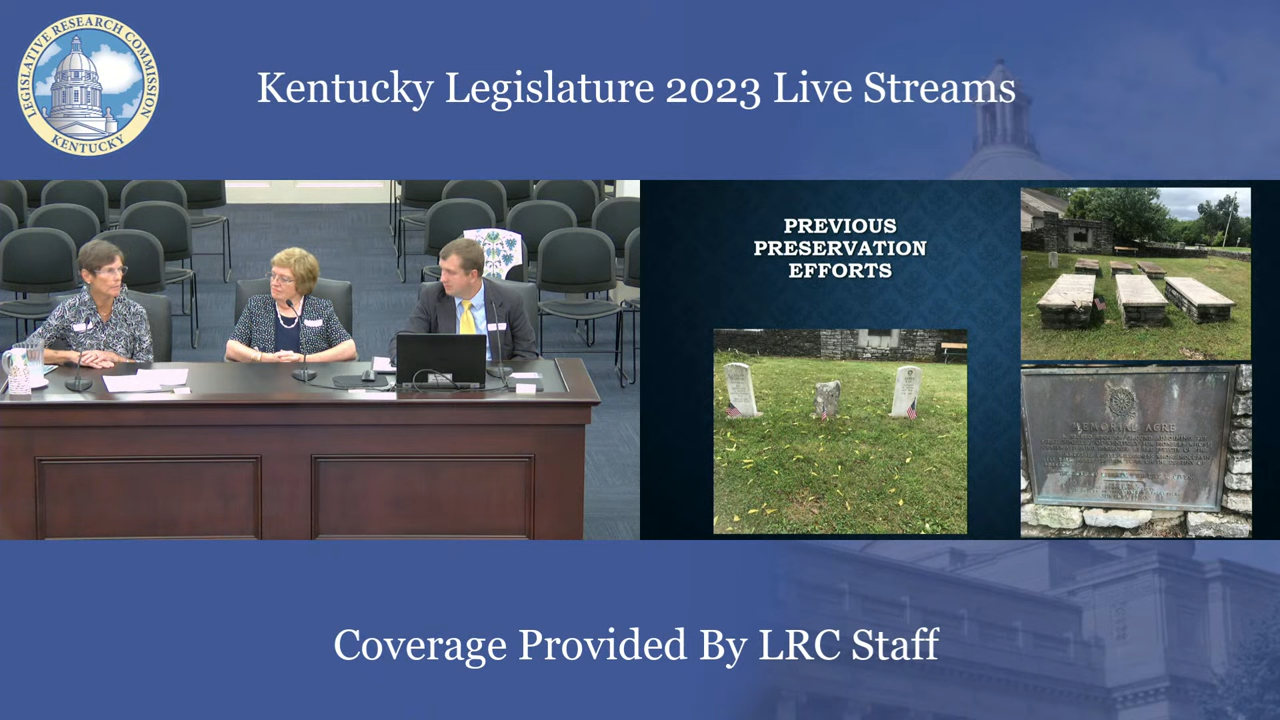 LEGISLATIVE RESEARCH COMMISSION
KENTUCKY
Kentucky Legislature 2023 Live Streams
PREVIOUS
PRESERVATION
EFFORTS
MEMORIAL ACRE
Coverage Provided By LRC Staff